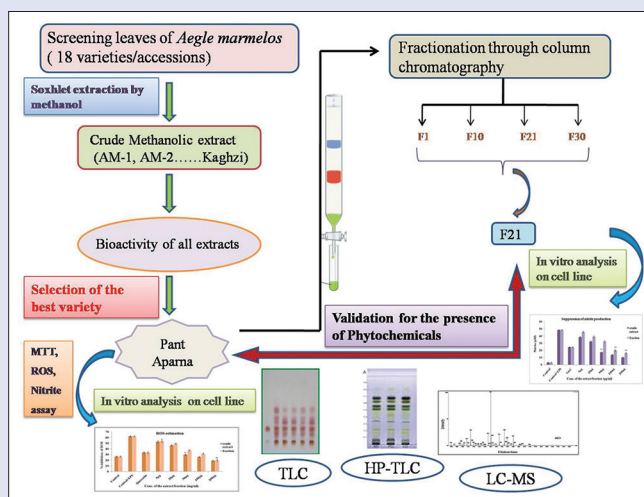 Screening leaves of Aegle marmelos
( 18 varieties/accessions)
Soxhlet extraction by
methanol
Crude Methanolic extract
(AM-1, AM-2......Kaghzi)
Bioactivity of all extracts
Selection of the
best variety
Pant
Aparna
MTT,
ROS,
Nitrite
assay
In vitro analysis on cell line
ROS estimation
Fractionation through column
chromatography
F1 F10 F21 F30
F21
In vitro analysis
on cell line
Validation for the presence
of Phytochemicals
TLC
HP-TLC
LC-MS